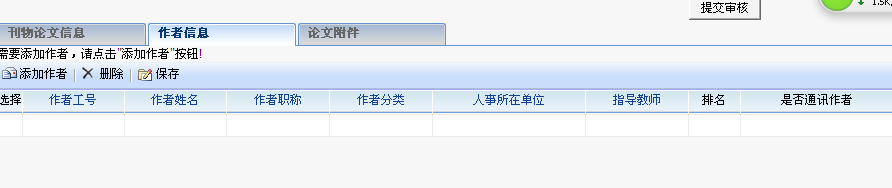 提交审核
1.5K
刊物论文信息
作者信息
论文附件
需要添加作者，请点击"添加作者"按钮!
添加作者 | 删除 | 保存
选择 作者工号 作者姓名 作者职称 作者分类 人事所在单位 指导教师 排名 是否通讯作者